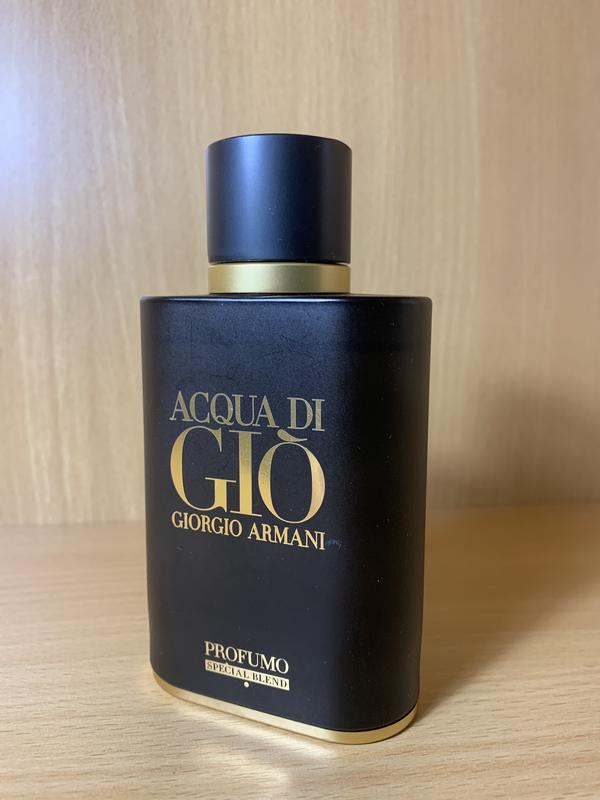 ACQUA DI
GIÒ
GIORGIO ARMANI
PROFUMO
SPECIAL BLEND